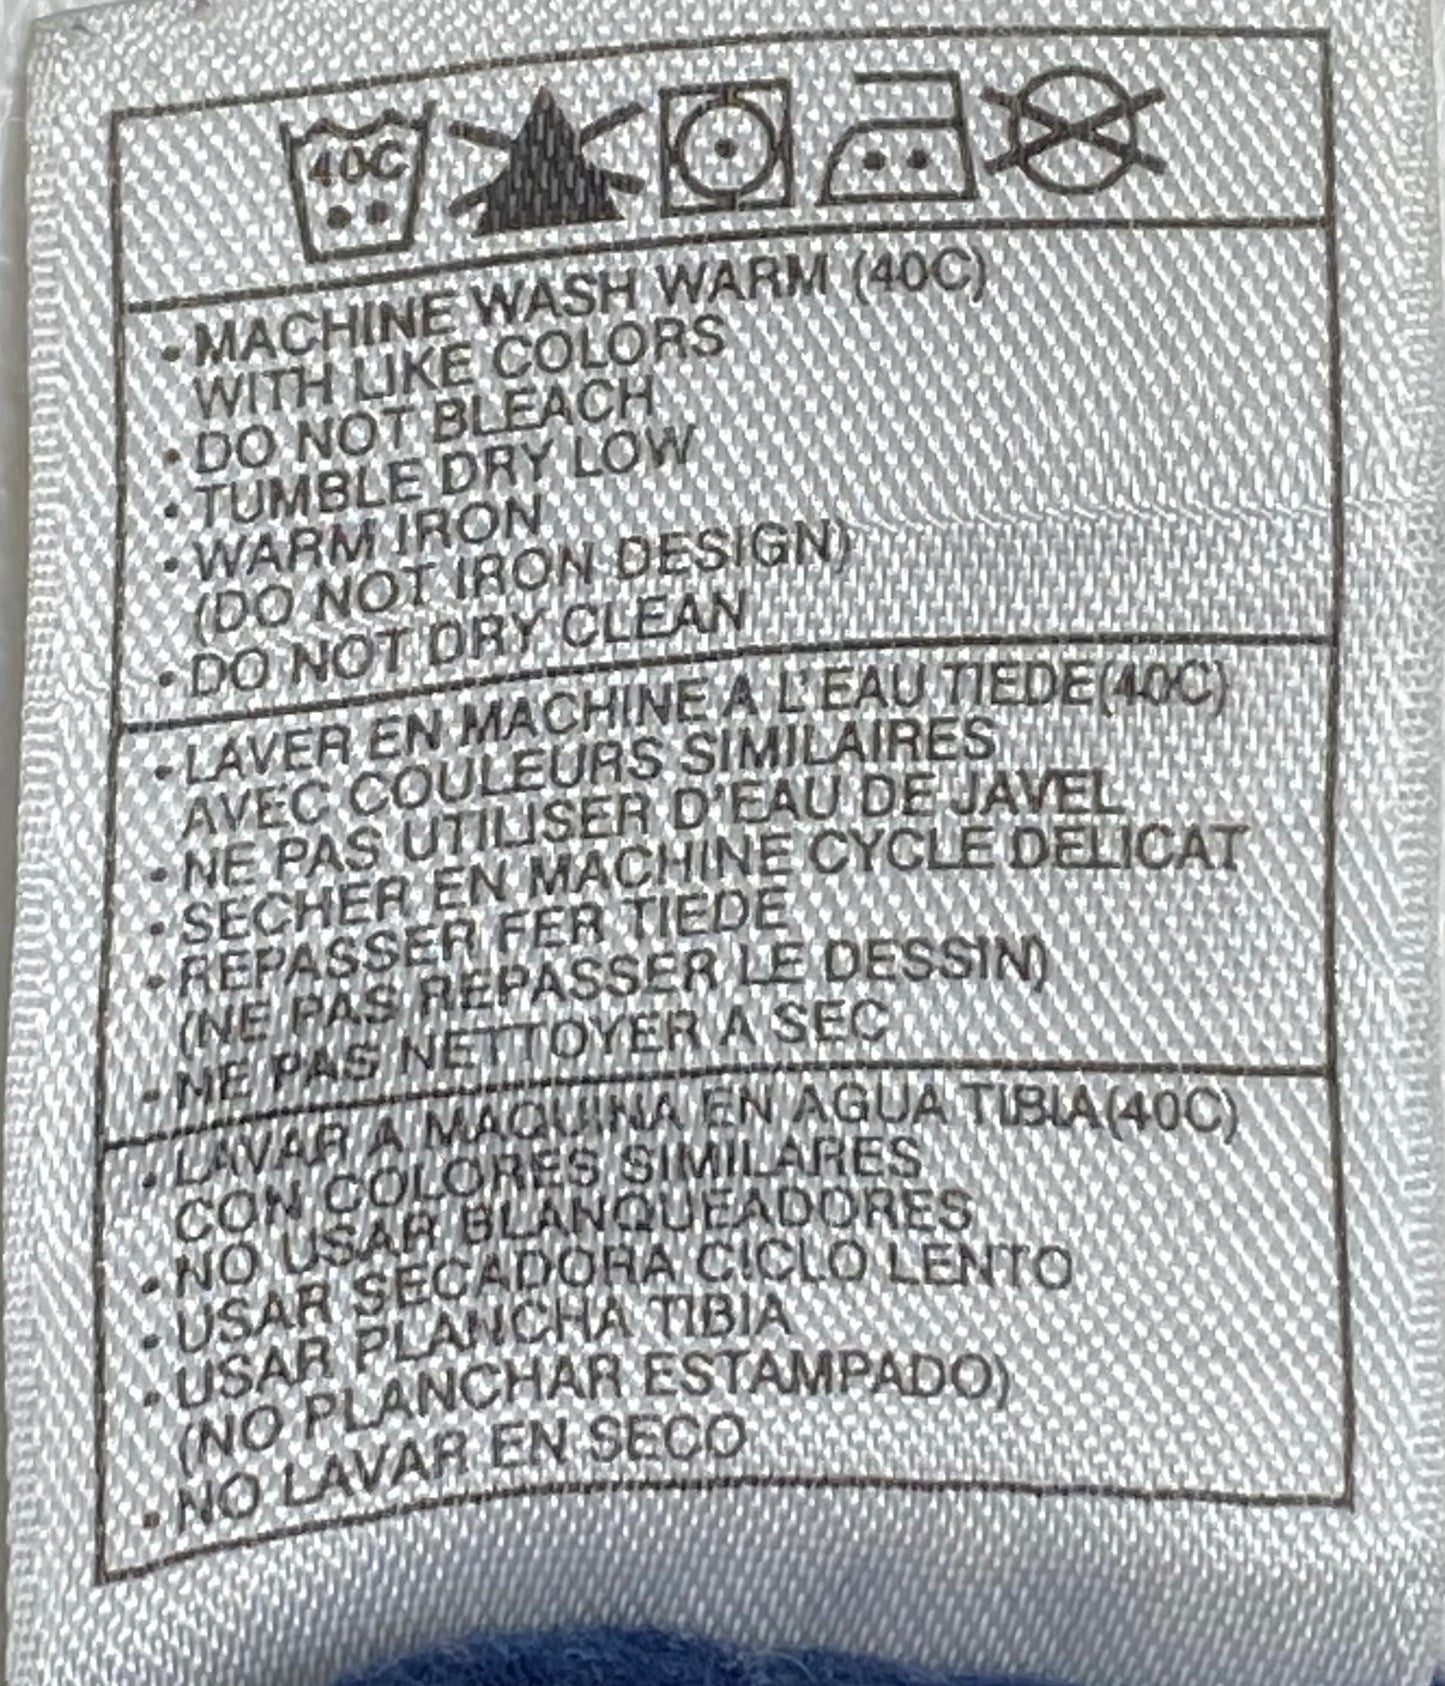 40C
• MACHINE WASH WARM (40C)
WITH LIKE COLORS
• DO NOT BLEACH
• TUMBLE DRY LOW
• WARM IRON
(DO NOT IRON DESIGN)
• DO NOT DRY CLEAN
• LAVER EN MACHINE A L'EAU TIEDE(40C)
AVEC COULEURS SIMILAIRES
• NE PAS UTILISER D'EAU DE JAVEL
• SECHER EN MACHINE CYCLE DELICAT
• REPASSER FER TIEDE
(NE PAS REPASSER LE DESSIN)
• NE PAS NETTOYER A SEC
• LAVAR A MAQUINA EN AGUA TIBIA(40C)
CON COLORES SIMILARES
• NO USAR BLANQUEADORES
• USAR SECADORA CICLO LENTO
• USAR PLANCHA TIBIA
(NO PLANCHAR ESTAMPADO)
• NO LAVAR EN SECO